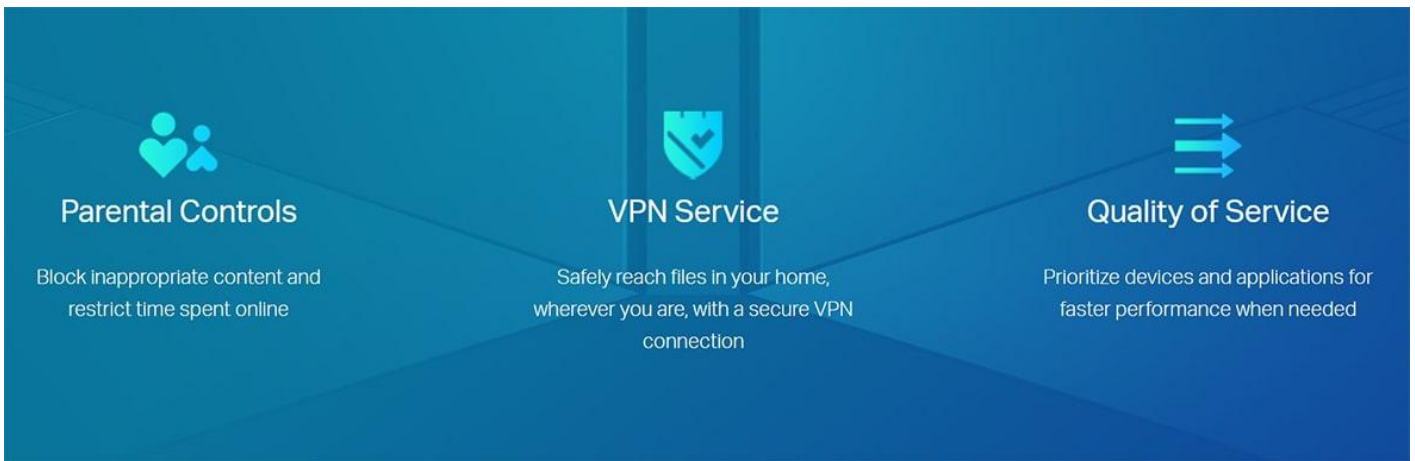 Parental Controls
Block inappropriate content and
restrict time spent online
VPN Service
Safely reach files in your home,
wherever you are, with a secure VPN
connection
Quality of Service
Prioritize devices and applications for
faster performance when needed